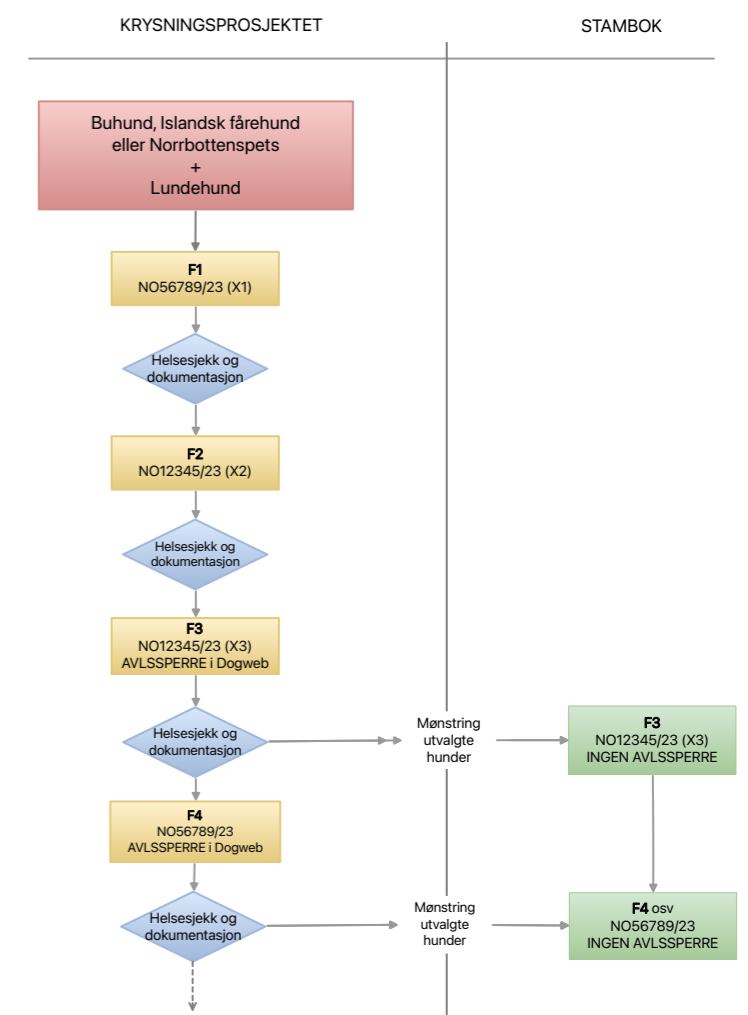 KRYSNINGSPROSJEKTET
STAMBOK
Buhund, Islandsk fårehund
eller Norrbottenspets
+
Lundehund
F1
NO56789/23 (X1)
Helsesjekk og
dokumentasjon
F2
NO12345/23 (X2)
Helsesjekk og
dokumentasjon
F3
NO12345/23 (X3)
AVLSSPERRE i Dogweb
Helsesjekk og
dokumentasjon
Mønstring
utvalgte
hunder
F3
NO12345/23 (X3)
INGEN AVLSSPERRE
F4
NO56789/23
AVLSSPERRE i Dogweb
Helsesjekk og
dokumentasjon
Mønstring
utvalgte
hunder
F4 osv
NO56789/23
INGEN AVLSSPERRE